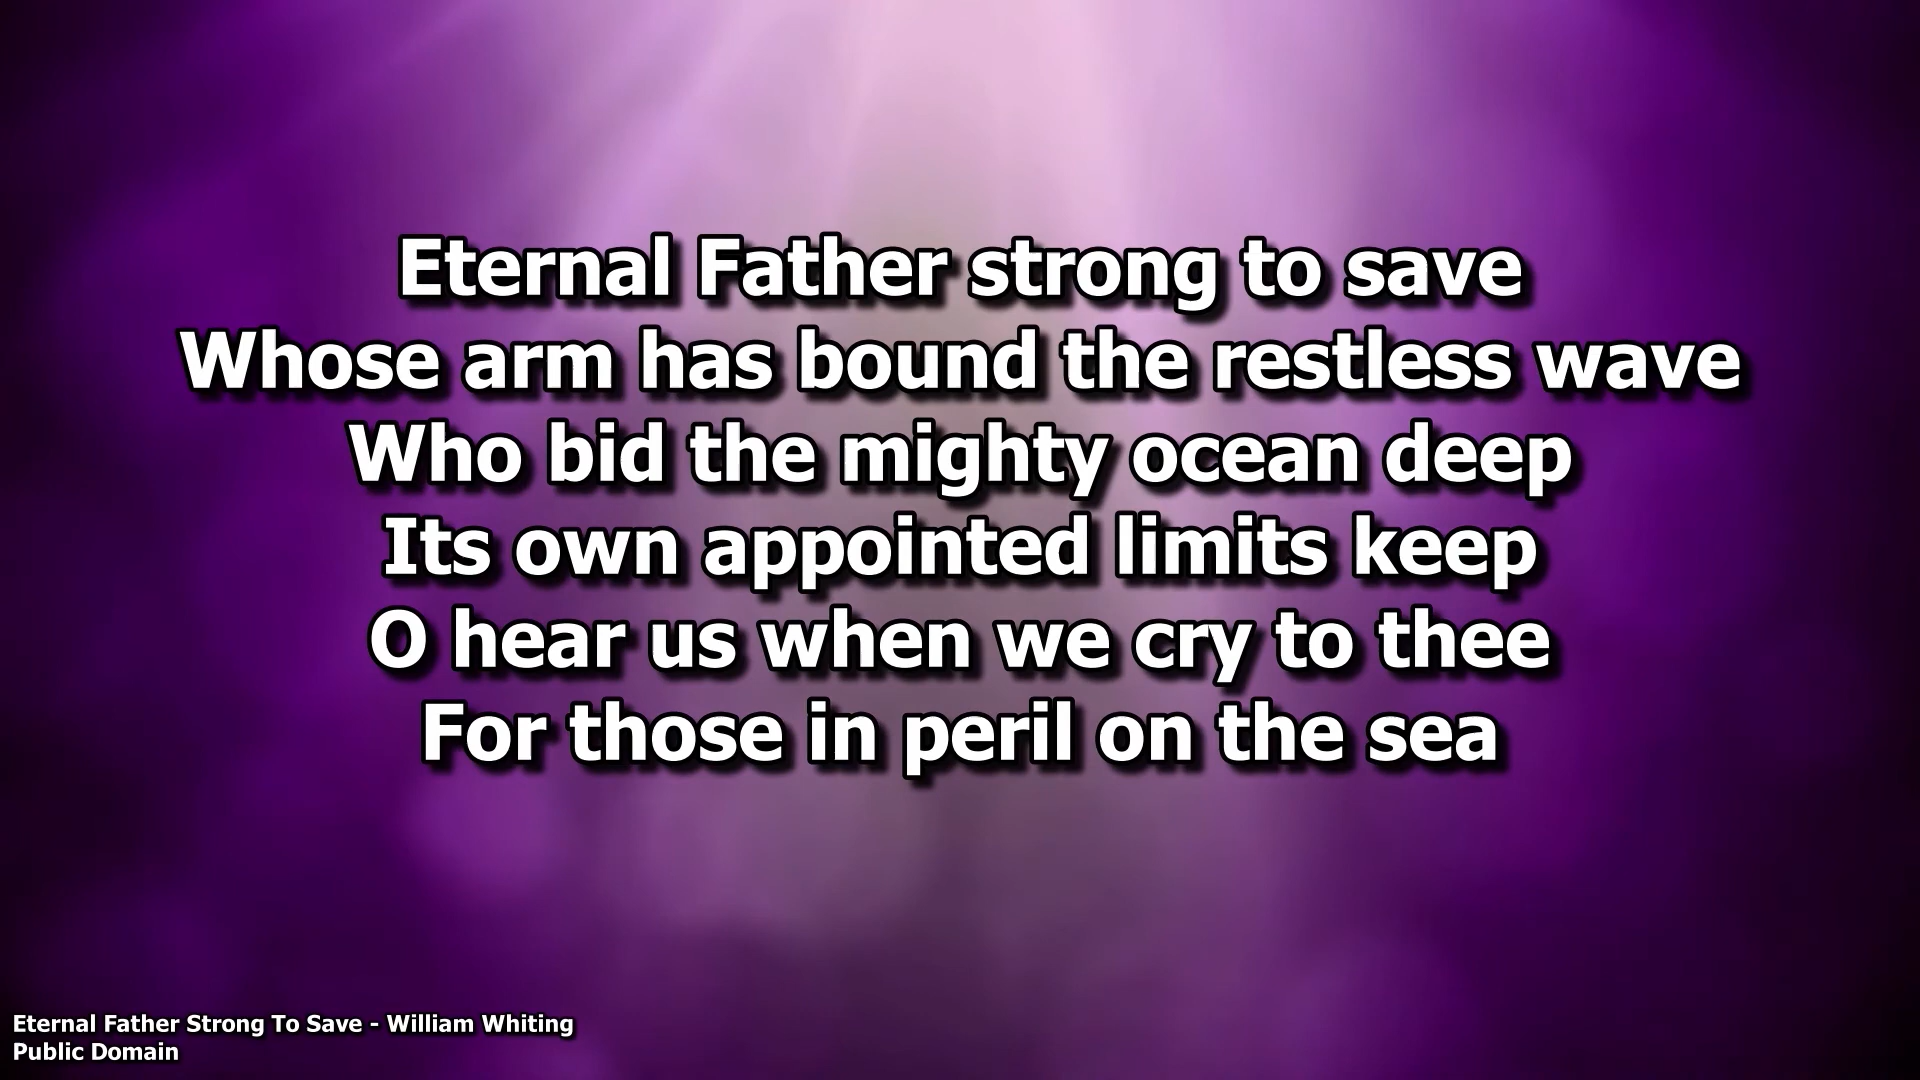 Eternal Father strong to save
Whose arm has bound the restless wave
Who bid the mighty ocean deep
Its own appointed limits keep
O hear us when we cry to thee
For those in peril on the sea
Eternal Father Strong To Save - William Whiting
Public Domain